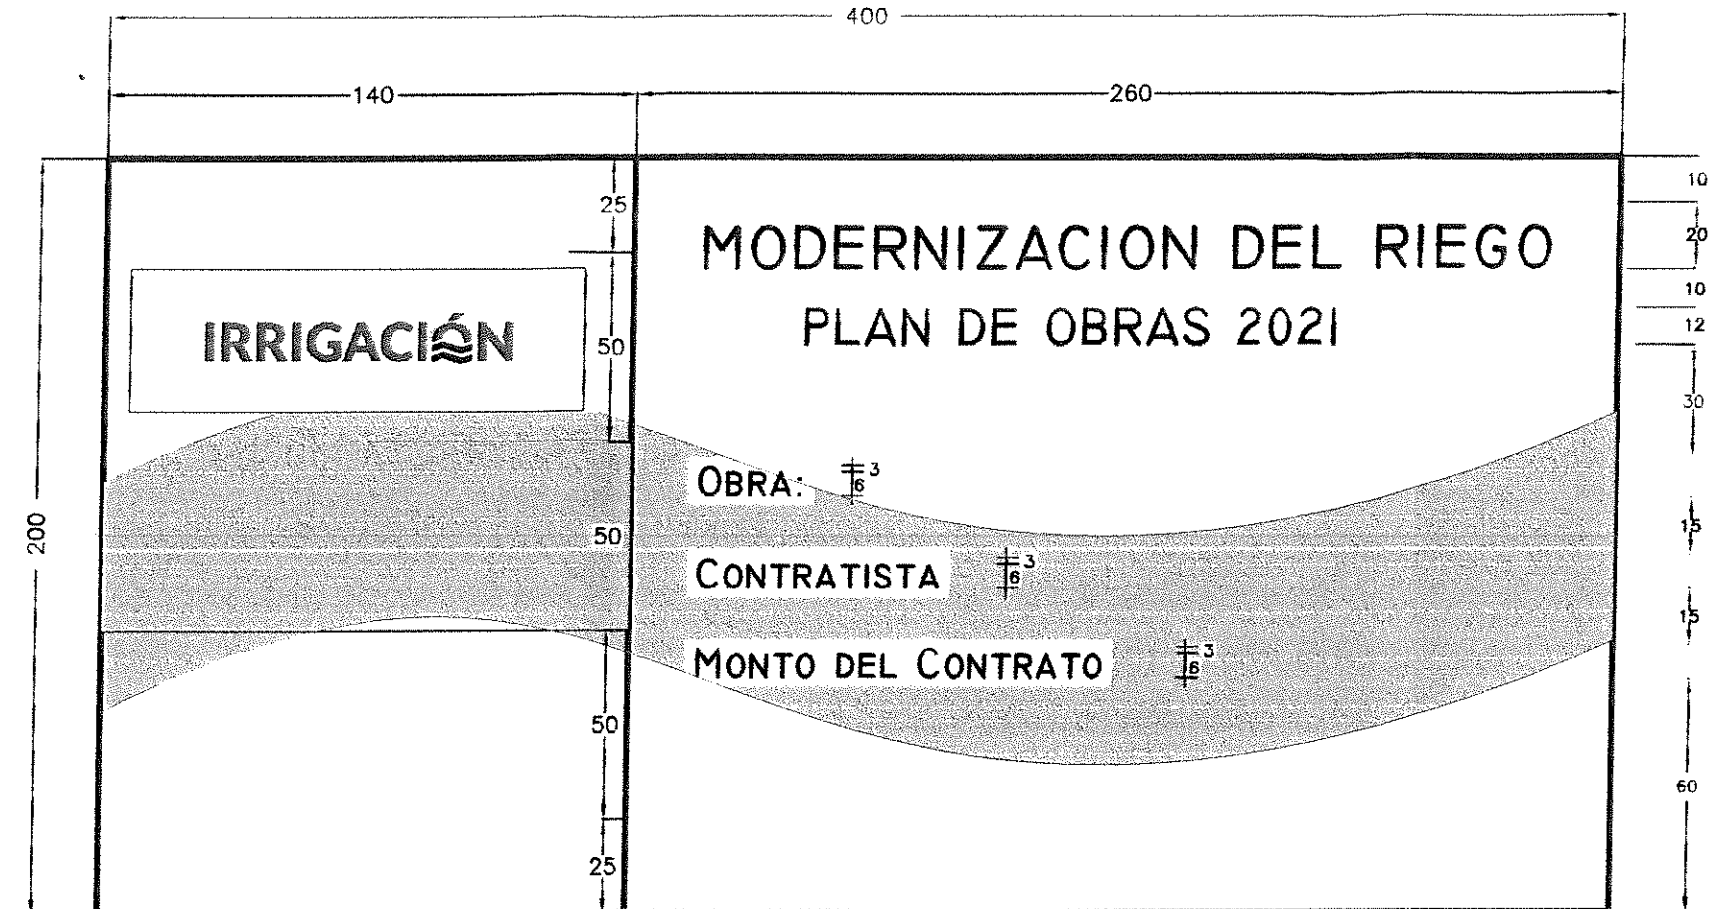 400
140 260
25 10
MODERNIZACION DEL RIEGO 20
10
PLAN DE OBRAS 2021 12
IRRIGACIÓN 50
30
OBRA: 3
6
200 50 15
CONTRATISTA 3
6
15
MONTO DEL CONTRATO 3
6
50
60
25